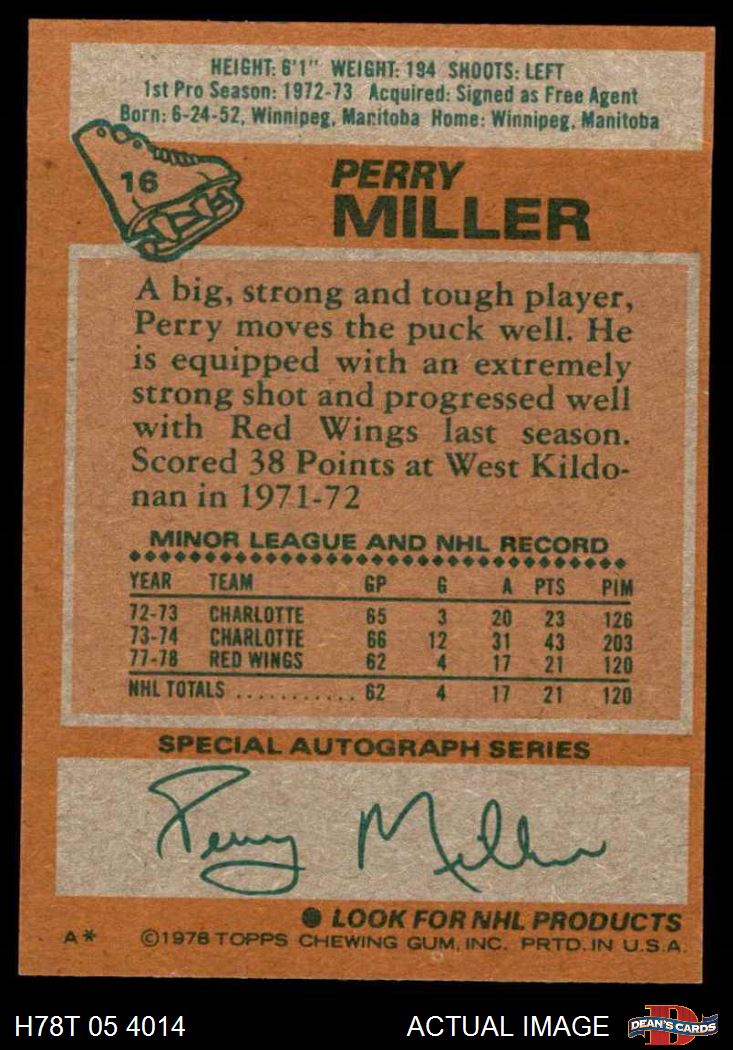 HEIGHT: 6'1" WEIGHT: 194 SHOOTS: LEFT
1st Pro Season: 1972-73 Acquired: Signed as Free Agent
Born: 6-24-52, Winnipeg, Manitoba Home: Winnipeg, Manitoba
16
PERRY
MILLER
A big, strong and tough player,
Perry moves the puck well. He
is equipped with an extremely
strong shot and progressed well
with Red Wings last season.
Scored 38 Points at West Kildo-
nan in 1971-72
MINOR LEAGUE AND NHL RECORD
YEAR TEAM GP G A PTS PIM
72-73 CHARLOTTE 65 3 20 23 126
73-74 CHARLOTTE 66 12 31 43 203
77-78 RED WINGS 62 4 17 21 120
NHL TOTALS ........... 62 4 17 21 120
SPECIAL AUTOGRAPH SERIES
Perry Miller
● LOOK FOR NHL PRODUCTS
A* ©1978 TOPPS CHEWING GUM, INC. PRTD. IN U.S.A.
H78T 05 4014 ACTUAL IMAGE D DEAN'S CARDS